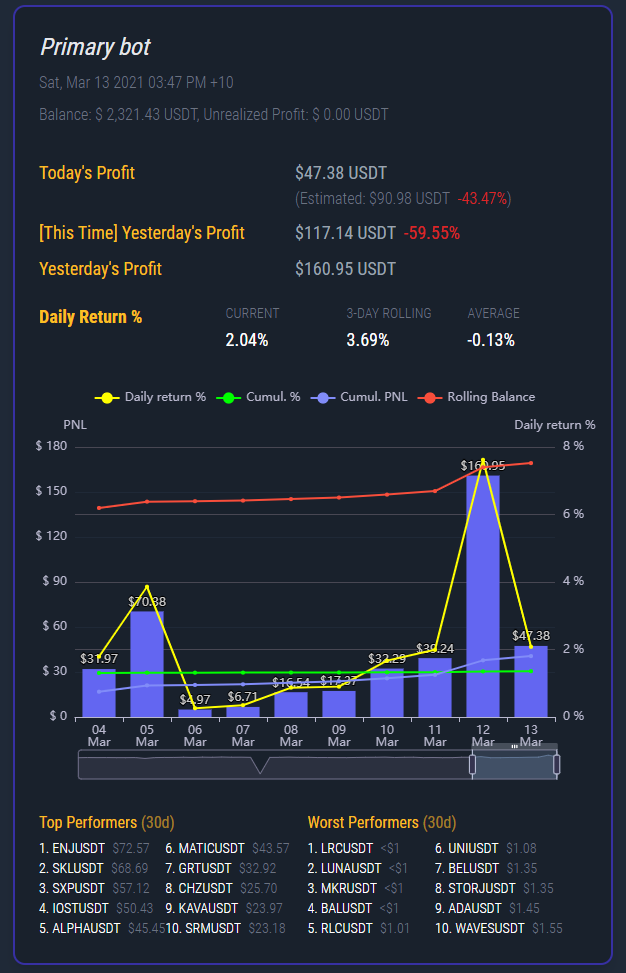 Primary bot
Sat, Mar 13 2021 03:47 PM +10
Balance: $ 2,321.43 USDT, Unrealized Profit: $ 0.00 USDT
Today's Profit $47.38 USDT
(Estimated: $90.98 USDT -43.47%)
[This Time] Yesterday's Profit $117.14 USDT -59.55%
Yesterday's Profit $160.95 USDT
Daily Return % CURRENT 3-DAY ROLLING AVERAGE
2.04% 3.69% -0.13%
Daily return % Cumul. % Cumul. PNL Rolling Balance
PNL Daily return %
$ 180 8 %
$160.95
$ 150
6 %
$ 120
$ 90 4 %
$70.38
$ 60
$47.38
$39.24 2 %
$31.97 $32.29
$ 30
$16.54 $17.27
$4.97 $6.71
$ 0 0 %
04 05 06 07 08 09 10 11 12 13
Mar Mar Mar Mar Mar Mar Mar Mar Mar Mar
Top Performers (30d) Worst Performers (30d)
1. ENJUSDT $72.57 6. MATICUSDT $43.57 1. LRCUSDT <$1 6. UNIUSDT $1.08
2. SKLUSDT $68.69 7. GRTUSDT $32.92 2. LUNAUSDT <$1 7. BELUSDT $1.35
3. SXPUSDT $57.12 8. CHZUSDT $25.70 3. MKRUSDT <$1 8. STORJUSDT $1.35
4. IOSTUSDT $50.43 9. KAVAUSDT $23.97 4. BALUSDT <$1 9. ADAUSDT $1.45
5. ALPHAUSDT $45.45 10. SRMUSDT $23.18 5. RLCUSDT $1.01 10. WAVESUSDT $1.55